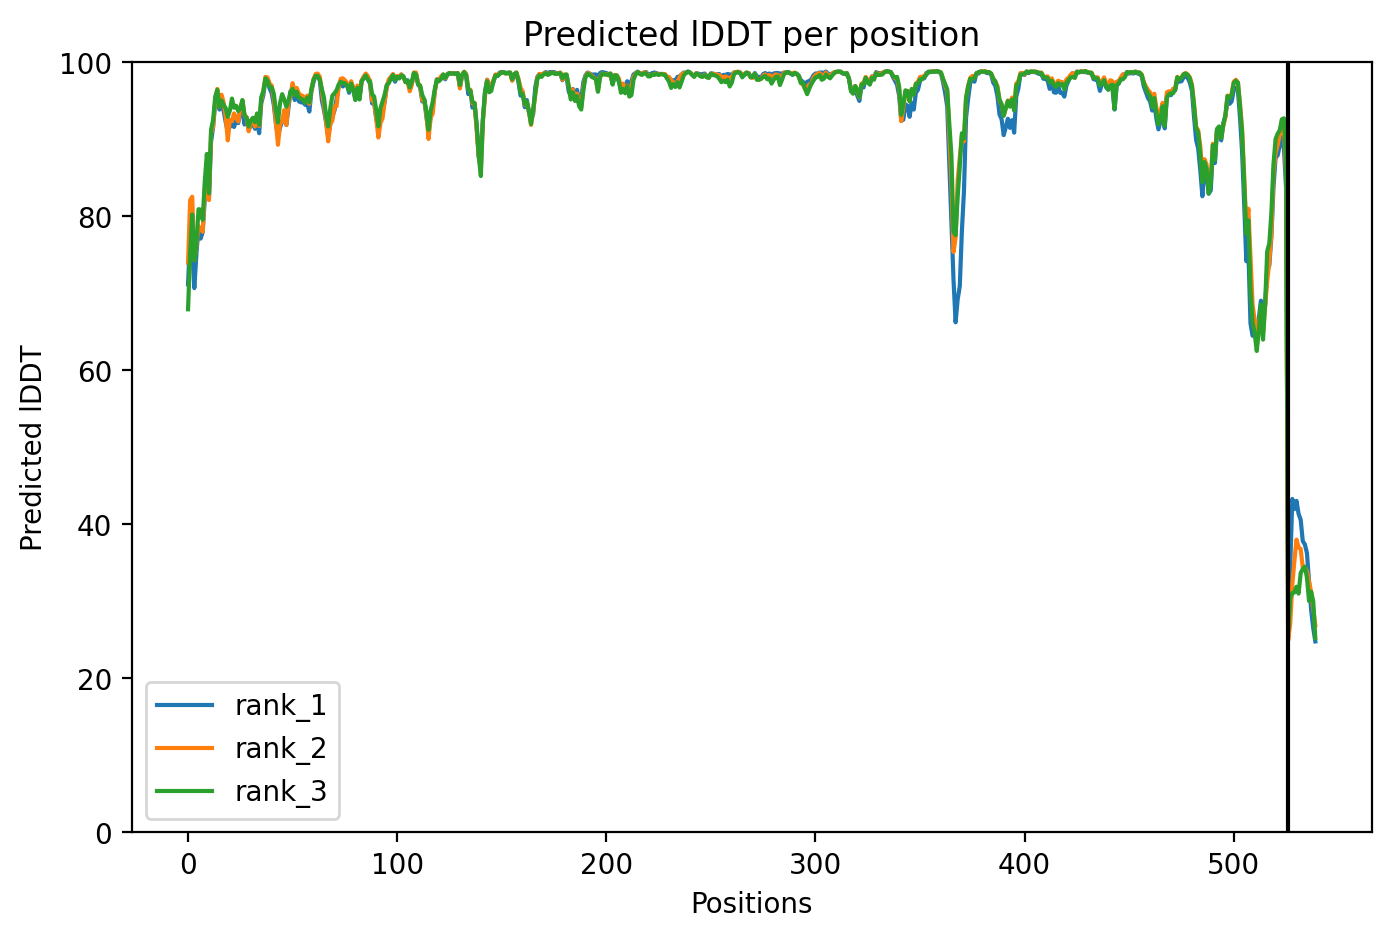 Predicted lDDT per position
100
80
60
40
20
0
Predicted lDDT
rank_1
rank_2
rank_3
0 100 200 300 400 500
Positions